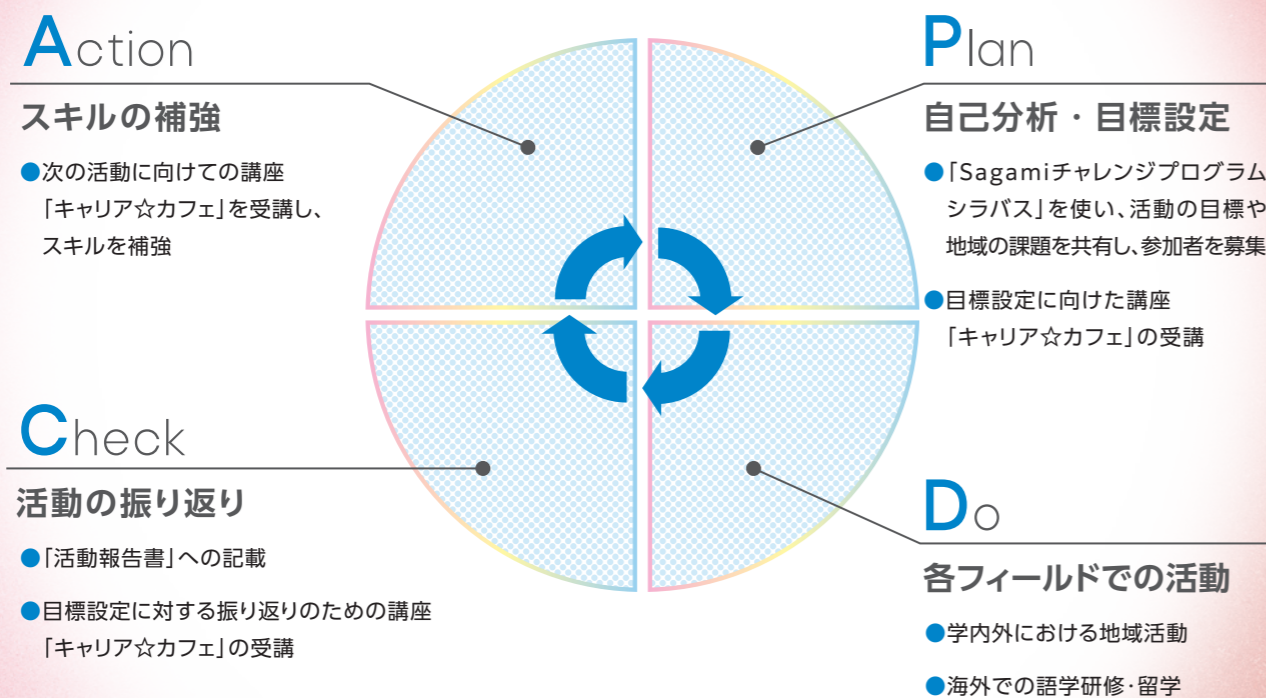 Action
スキルの補強
●次の活動に向けての講座
「キャリア☆カフェ」を受講し、
スキルを補強
Plan
自己分析・目標設定
●「Sagamiチャレンジプログラム
シラバス」を使い、活動の目標や
地域の課題を共有し、参加者を募集
●目標設定に向けた講座
「キャリア☆カフェ」の受講
Check
活動の振り返り
●「活動報告書」への記載
●目標設定に対する振り返りのための講座
「キャリア☆カフェ」の受講
Do
各フィールドでの活動
●学内外における地域活動
●海外での語学研修・留学